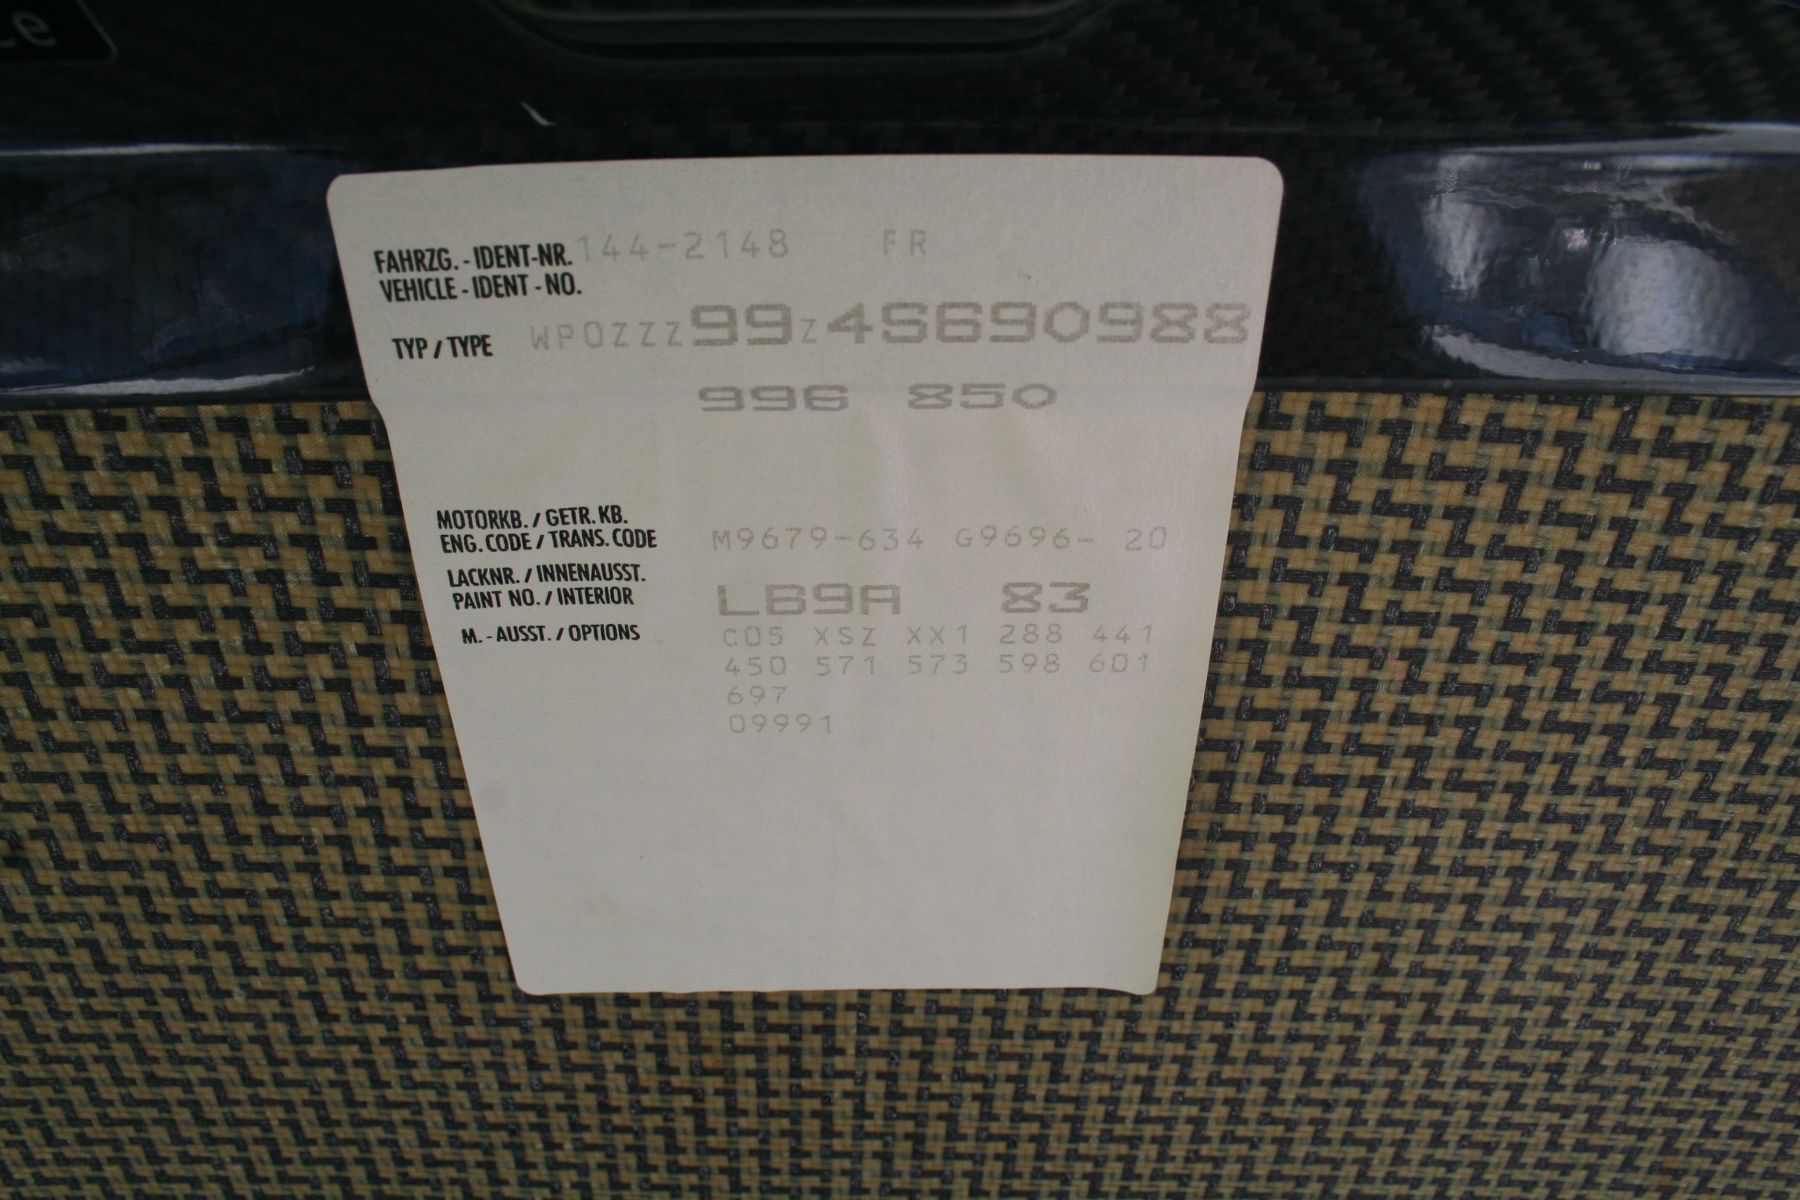 te
FAHRZG. - IDENT-NR. 144-2148 FR
VEHICLE - IDENT - NO.
TYP / TYPE WP0ZZZ99Z4S690988
996 850
MOTORKB. / GETR. KB.
ENG. CODE / TRANS. CODE M9679-634 G9696- 20
LACKNR. / INNENAUSST.
PAINT NO. / INTERIOR LB9A 83
M. - AUSST. / OPTIONS C05 XSZ XX1 288 441
450 571 573 598 601
697
09991